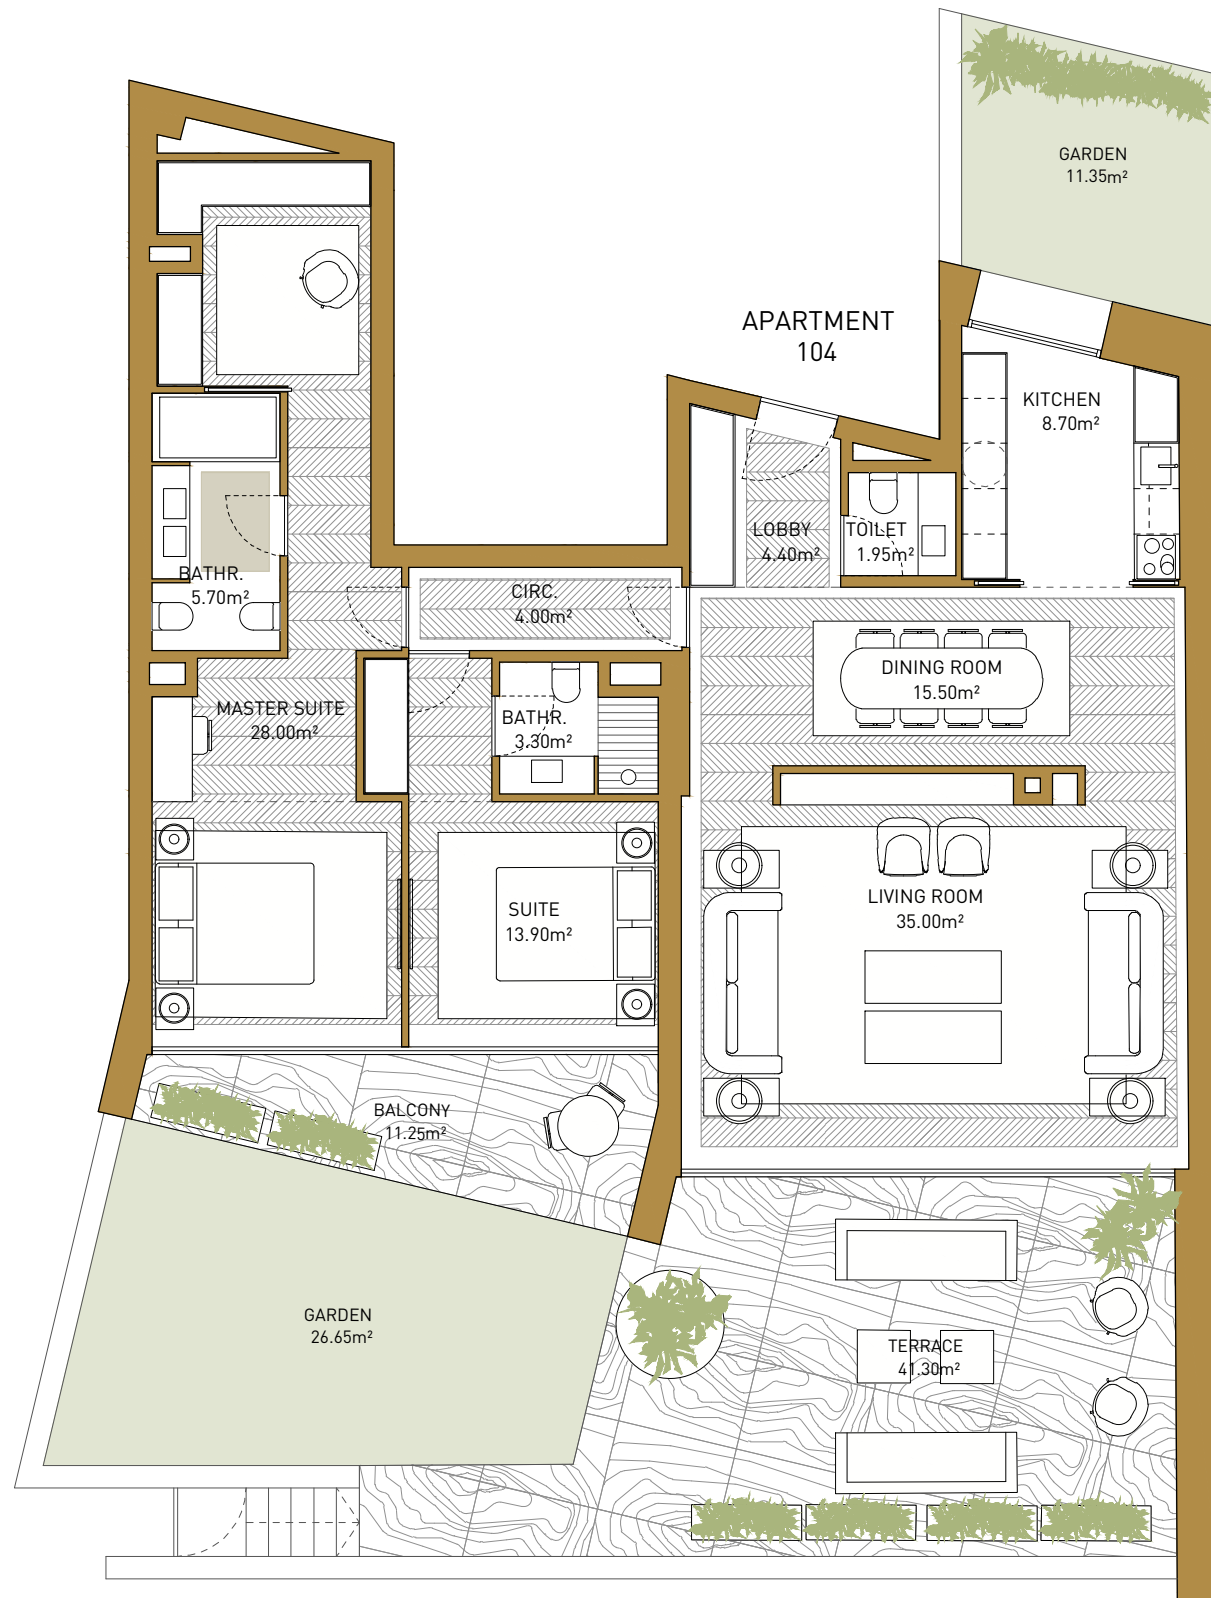 GARDEN
11.35m²
APARTMENT
104
KITCHEN
8.70m²
LOBBY
4.40m²
TOILET
1.95m²
BATHR.
5.70m²
CIRC.
4.00m²
DINING ROOM
15.50m²
MASTER SUITE
28.00m²
BATHR.
3.30m²
LIVING ROOM
35.00m²
SUITE
13.90m²
BALCONY
11.25m²
GARDEN
26.65m²
TERRACE
41.30m²